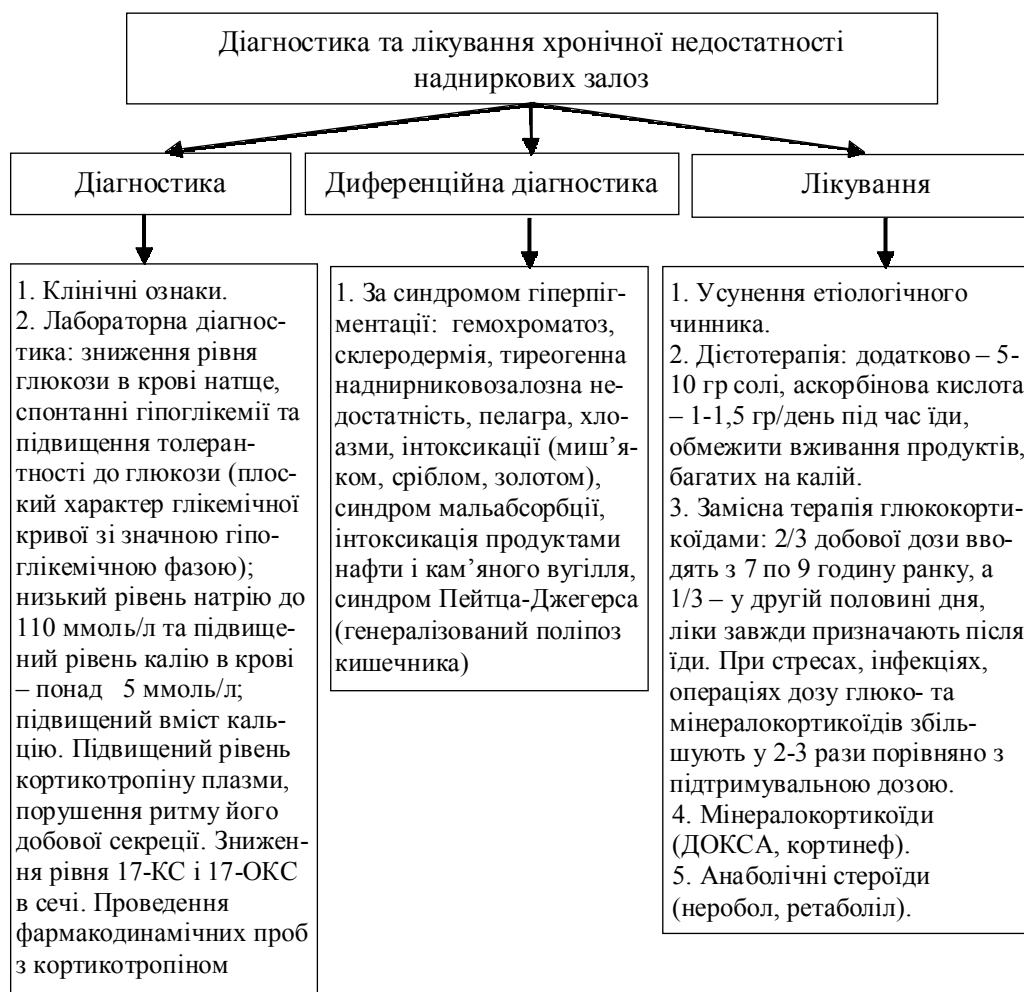 Діагностика та лікування хронічної недостатності
надниркових залоз
Діагностика
Диференційна діагностика
Лікування
1. Клінічні ознаки.
2. Лабораторна діагнос-
тика: зниження рівня
глюкози в крові натще,
спонтанні гіпоглікемії та
підвищення толеран-
тності до глюкози (плос-
кий характер глікемічної
кривої зі значною гіпо-
глікемічною фазою);
низький рівень натрію до
110 ммоль/л та підвище-
ний рівень калію в крові
– понад 5 ммоль/л;
підвищений вміст каль-
цію. Підвищений рівень
кортикотропіну плазми,
порушення ритму його
добової секреції. Знижен-
ня рівня 17-КС і 17-ОКС
в сечі. Проведення
фармакодинамічних проб
з кортикотропіном
1. За синдромом гіперпіг-
ментації: гемохроматоз,
склеродермія, тиреогенна
наднирниковозалозна не-
достатність, пелагра, хло-
азми, інтоксикації (миш’я-
ком, сріблом, золотом),
синдром мальабсорбції,
інтоксикація продуктами
нафти і кам’яного вугілля,
синдром Пейтца-Джегерса
(генералізований поліпоз
кишечника)
1. Усунення етіологічного
чинника.
2. Дієтотерапія: додатково – 5-
10 гр солі, аскорбінова кислота
– 1-1,5 гр/день під час їди,
обмежити вживання продуктів,
багатих на калій.
3. Замісна терапія глюкокорти-
коїдами: 2/3 добової дози вво-
дять з 7 по 9 годину ранку, а
1/3 – у другій половині дня,
ліки завжди призначають після
їди. При стресах, інфекціях,
операціях дозу глюко- та
мінералокортикоїдів збіль-
шують у 2-3 рази порівняно з
підтримувальною дозою.
4. Мінералокортикоїди
(ДОКСА, кортинеф).
5. Анаболічні стероїди
(неробол, ретаболіл).